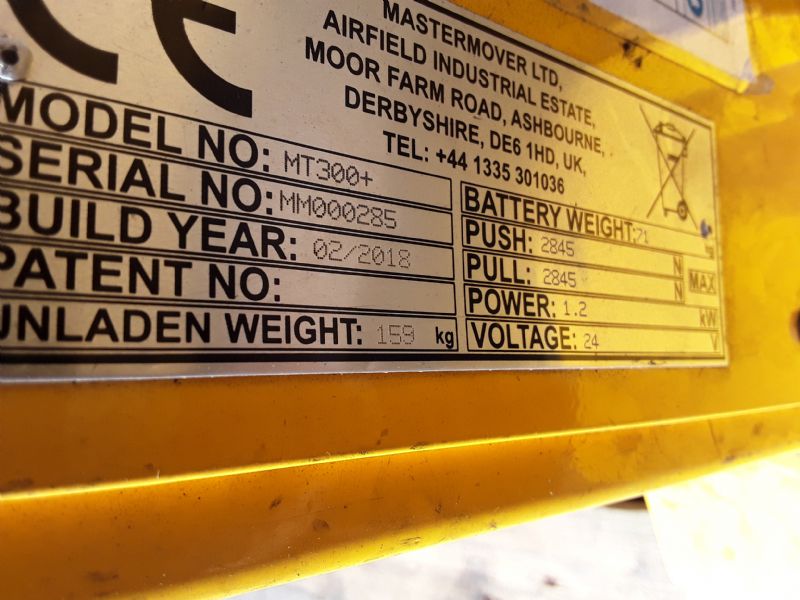 CE
MASTERMOVER LTD,
AIRFIELD INDUSTRIAL ESTATE,
MOOR FARM ROAD, ASHBOURNE,
DERBYSHIRE, DE6 1HD, UK,
TEL: +44 1335 301036
MODEL NO: MT300+
SERIAL NO: MM000285
BUILD YEAR: 02/2018
PATENT NO:
UNLADEN WEIGHT: 159 kg
BATTERY WEIGHT: 71 kg
PUSH: 2845 N
PULL: 2845 N MAX
POWER: 1.2 kW
VOLTAGE: 24 V